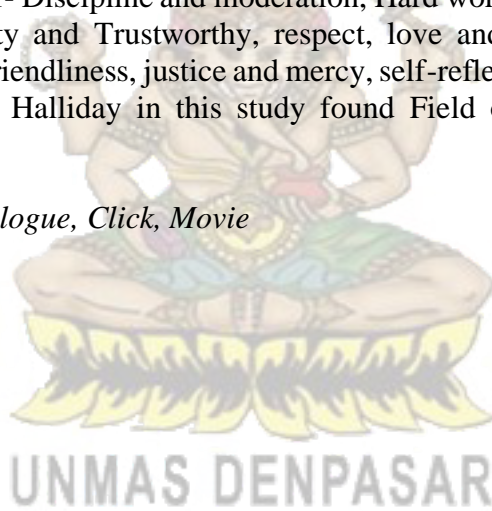 - Discipline and moderation, Hard wor
ty and Trustworthy, respect, love and
riendliness, justice and mercy, self-refle
Halliday in this study found Field
logue, Click, Movie
UNMAS DENPASAR